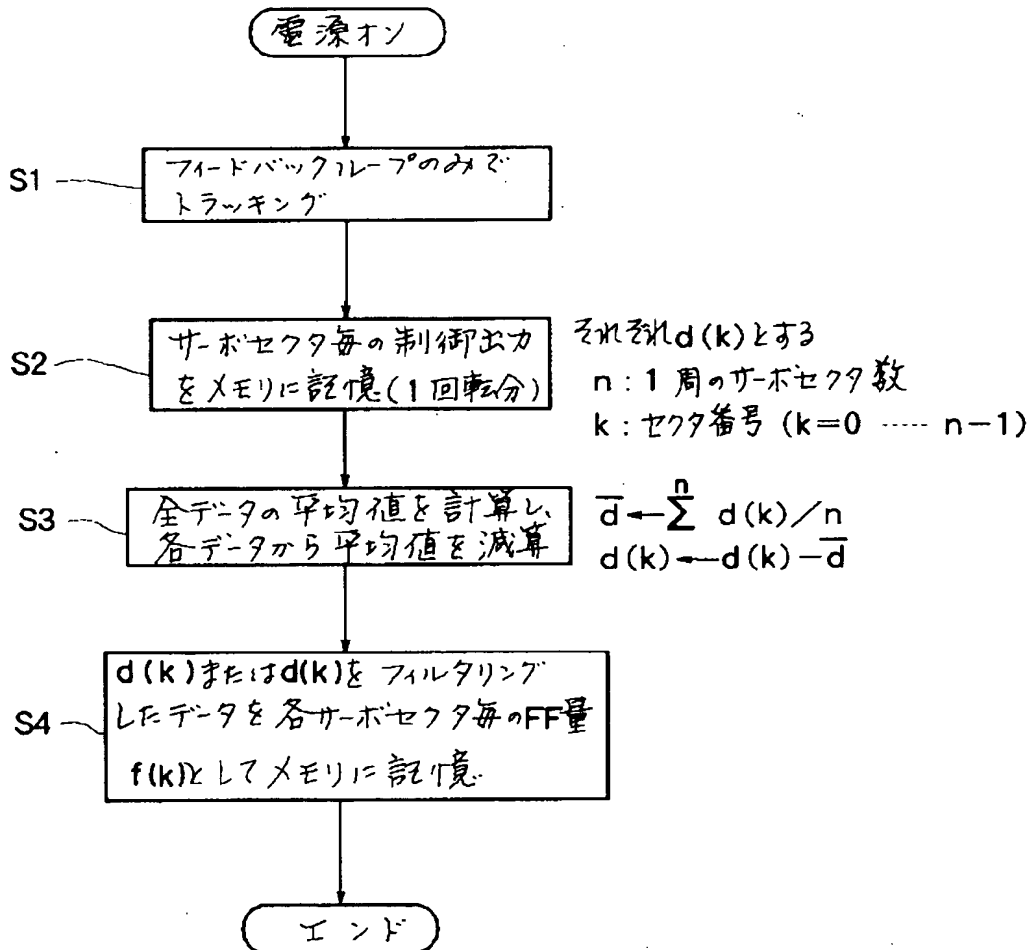 電源オン
S1
フィードバックループのみで
トラッキング
S2
サーボセクタ毎の制御出力
をメモリに記憶(1回転分)
それぞれd(k)とする
n:1周のサーボセクタ数
k:セクタ番号 (k=0 ····· n-1)
S3
全データの平均値を計算し、
各データから平均値を減算
n
d̅←∑ d(k)/n
d(k)←d(k)-d̅
S4
d(k)またはd(k)をフィルタリング
したデータを各サーボセクタ毎のFF量
f(k)としてメモリに記憶
エンド